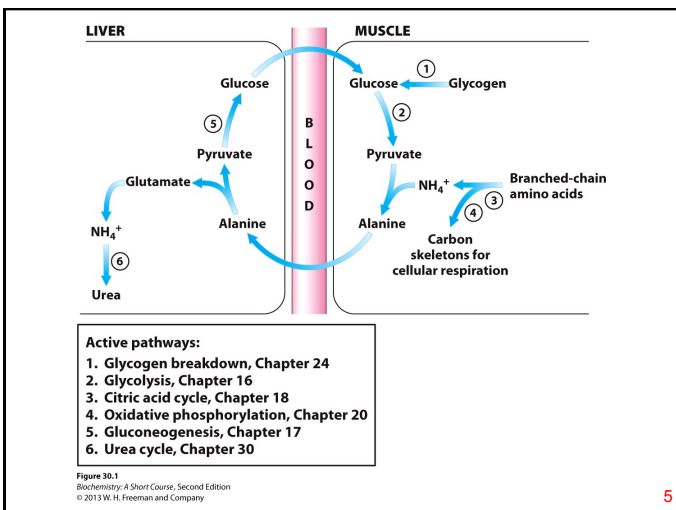 LIVER
MUSCLE
Glucose
Glucose
1
Glycogen
5
2
B
L
O
O
D
Pyruvate
Pyruvate
Glutamate
NH4+
3
Branched-chain
amino acids
4
Alanine
Alanine
NH4+
Carbon
skeletons for
cellular respiration
6
Urea
Active pathways:
1. Glycogen breakdown, Chapter 24
2. Glycolysis, Chapter 16
3. Citric acid cycle, Chapter 18
4. Oxidative phosphorylation, Chapter 20
5. Gluconeogenesis, Chapter 17
6. Urea cycle, Chapter 30
Figure 30.1
Biochemistry: A Short Course, Second Edition
© 2013 W. H. Freeman and Company
5